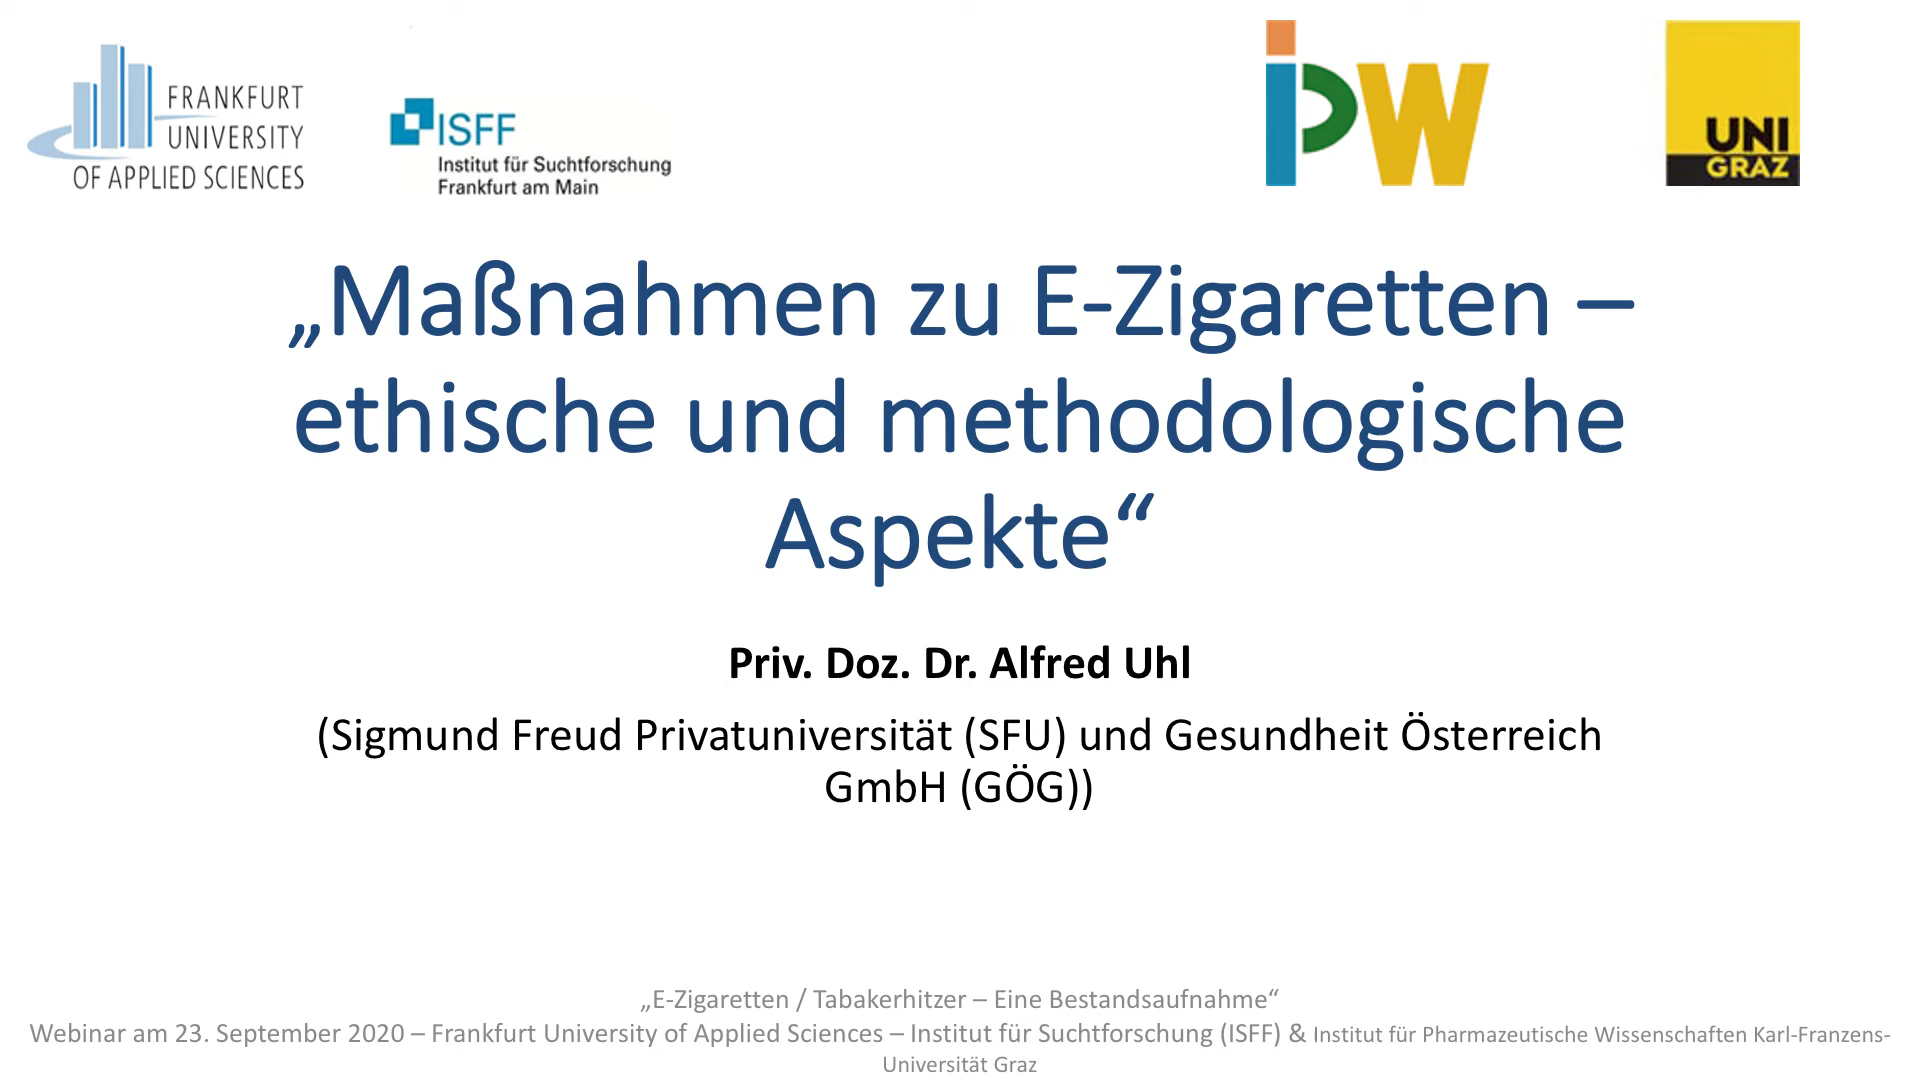 FRANKFURT
UNIVERSITY
OF APPLIED SCIENCES
ISFF
Institut für Suchtforschung
Frankfurt am Main
ipw
UNI
GRAZ
„Maßnahmen zu E-Zigaretten –
ethische und methodologische
Aspekte“
Priv. Doz. Dr. Alfred Uhl
(Sigmund Freud Privatuniversität (SFU) und Gesundheit Österreich
GmbH (GÖG))
„E-Zigaretten / Tabakerhitzer – Eine Bestandsaufnahme“
Webinar am 23. September 2020 – Frankfurt University of Applied Sciences – Institut für Suchtforschung (ISFF) & Institut für Pharmazeutische Wissenschaften Karl-Franzens-
Universität Graz